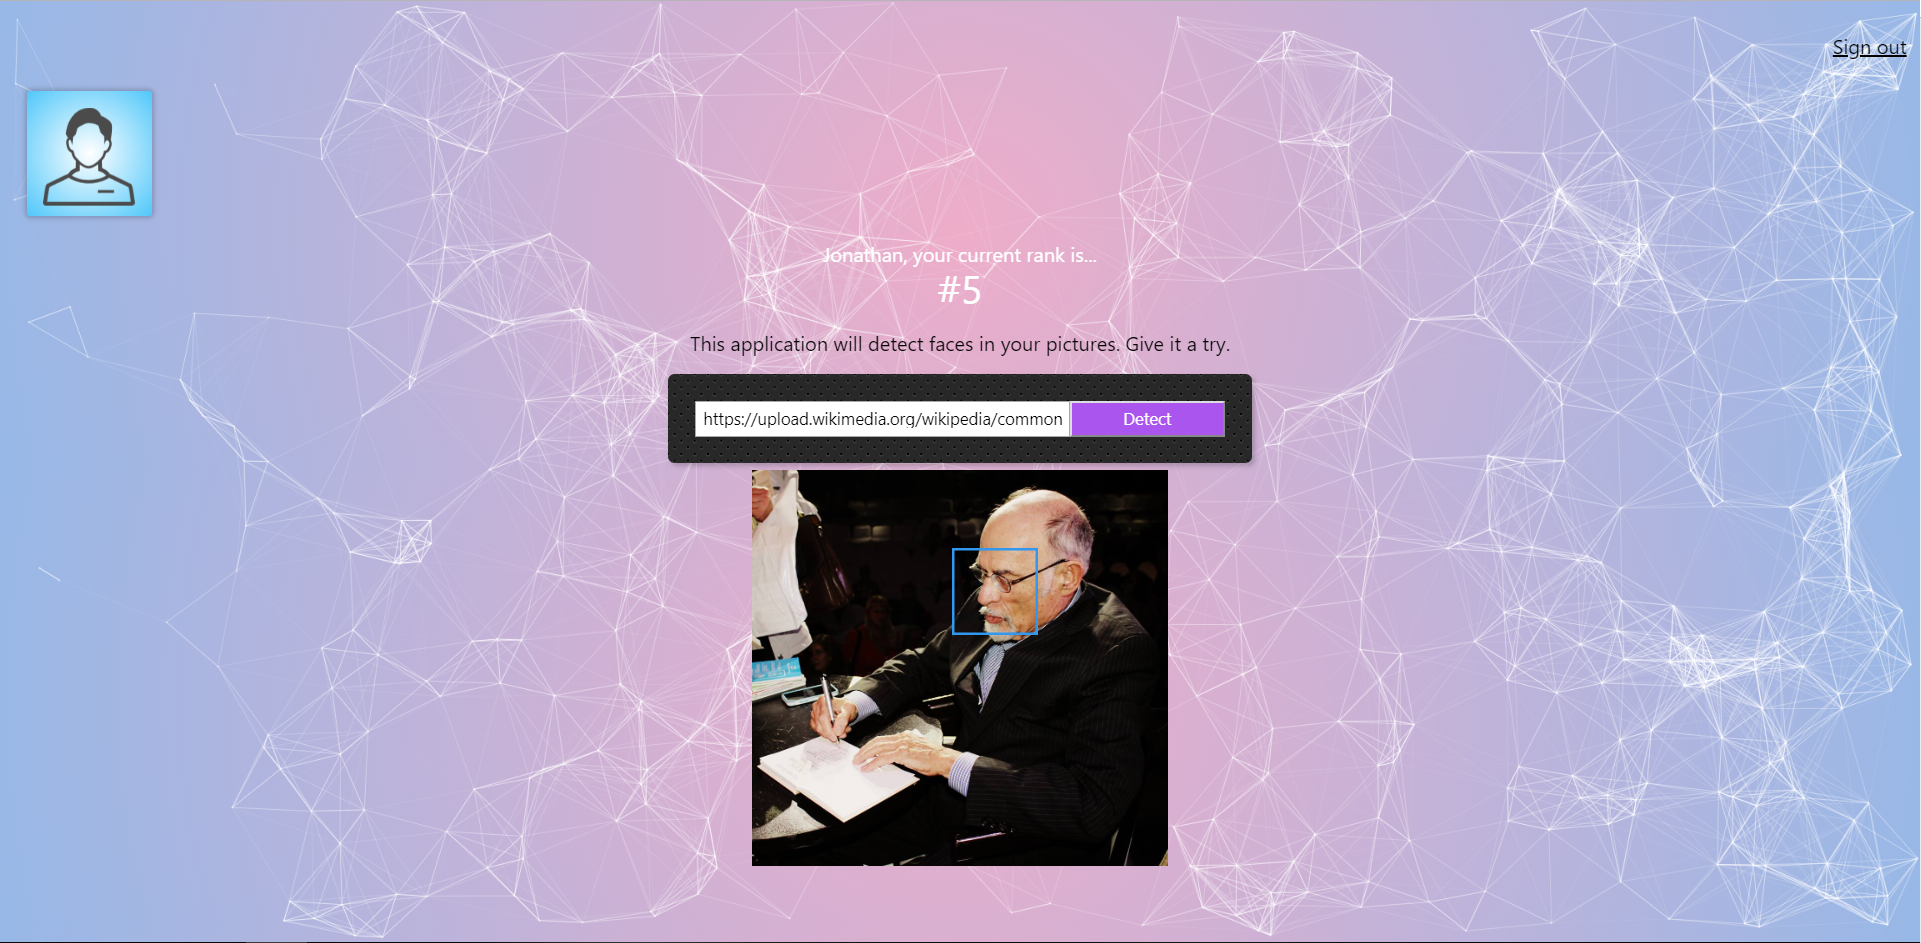 Sign out
Jonathan, your current rank is...
#5
This application will detect faces in your pictures. Give it a try.
https://upload.wikimedia.org/wikipedia/common
Detect